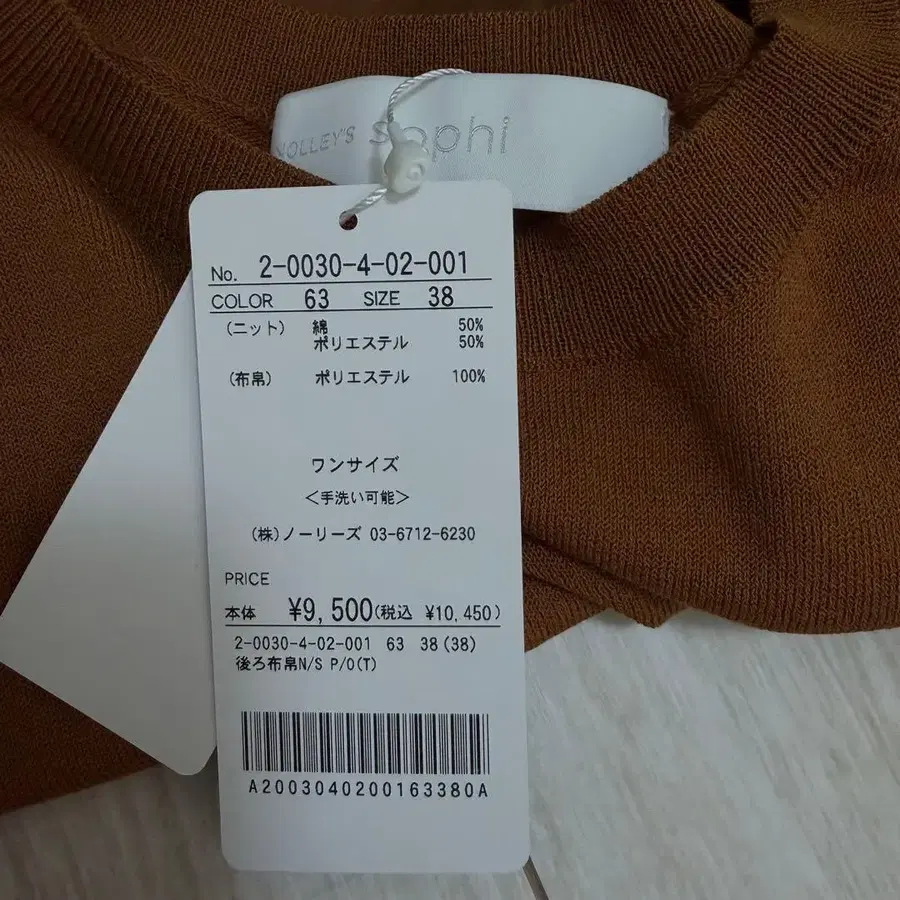 NOLLEY'S sophi
No. 2-0030-4-02-001
COLOR 63 SIZE 38
(ニット) 綿 50%
ポリエステル 50%
(布帛) ポリエステル 100%
ワンサイズ
<手洗い可能>
(株)ノーリーズ 03-6712-6230
PRICE
本体 ¥9,500(税込 ¥10,450)
2-0030-4-02-001 63 38(38)
後ろ布帛N/S P/O(T)
A2003040200163380A